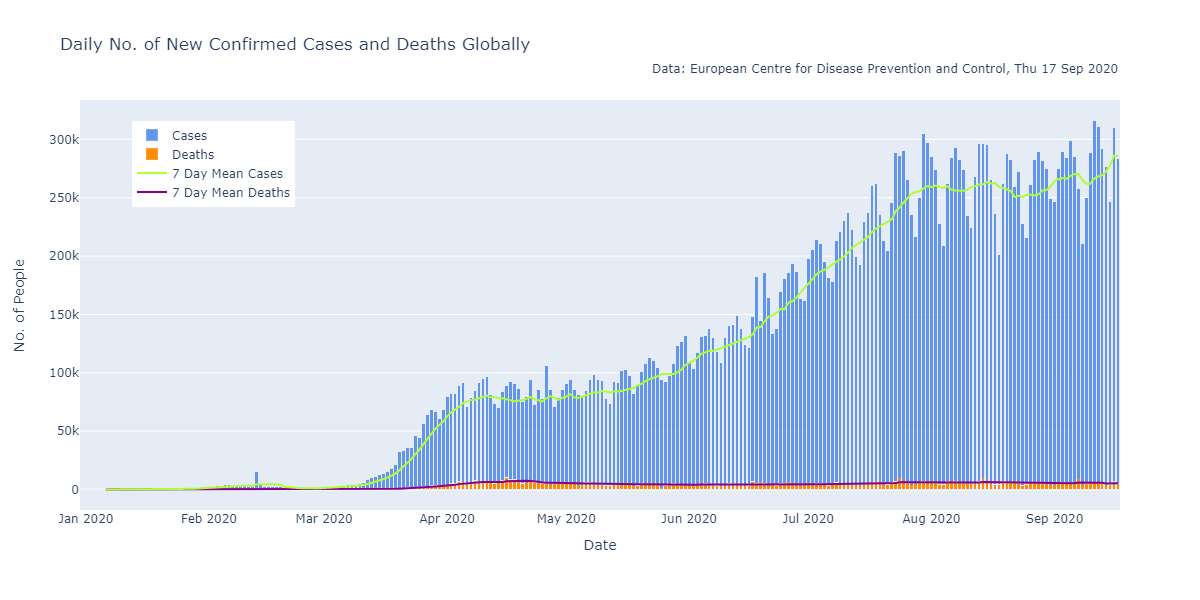 Daily No. of New Confirmed Cases and Deaths Globally
Data: European Centre for Disease Prevention and Control, Thu 17 Sep 2020
Cases
Deaths
7 Day Mean Cases
7 Day Mean Deaths
300k
250k
200k
150k
100k
50k
0
No. of People
Jan 2020 Feb 2020 Mar 2020 Apr 2020 May 2020 Jun 2020 Jul 2020 Aug 2020 Sep 2020
Date